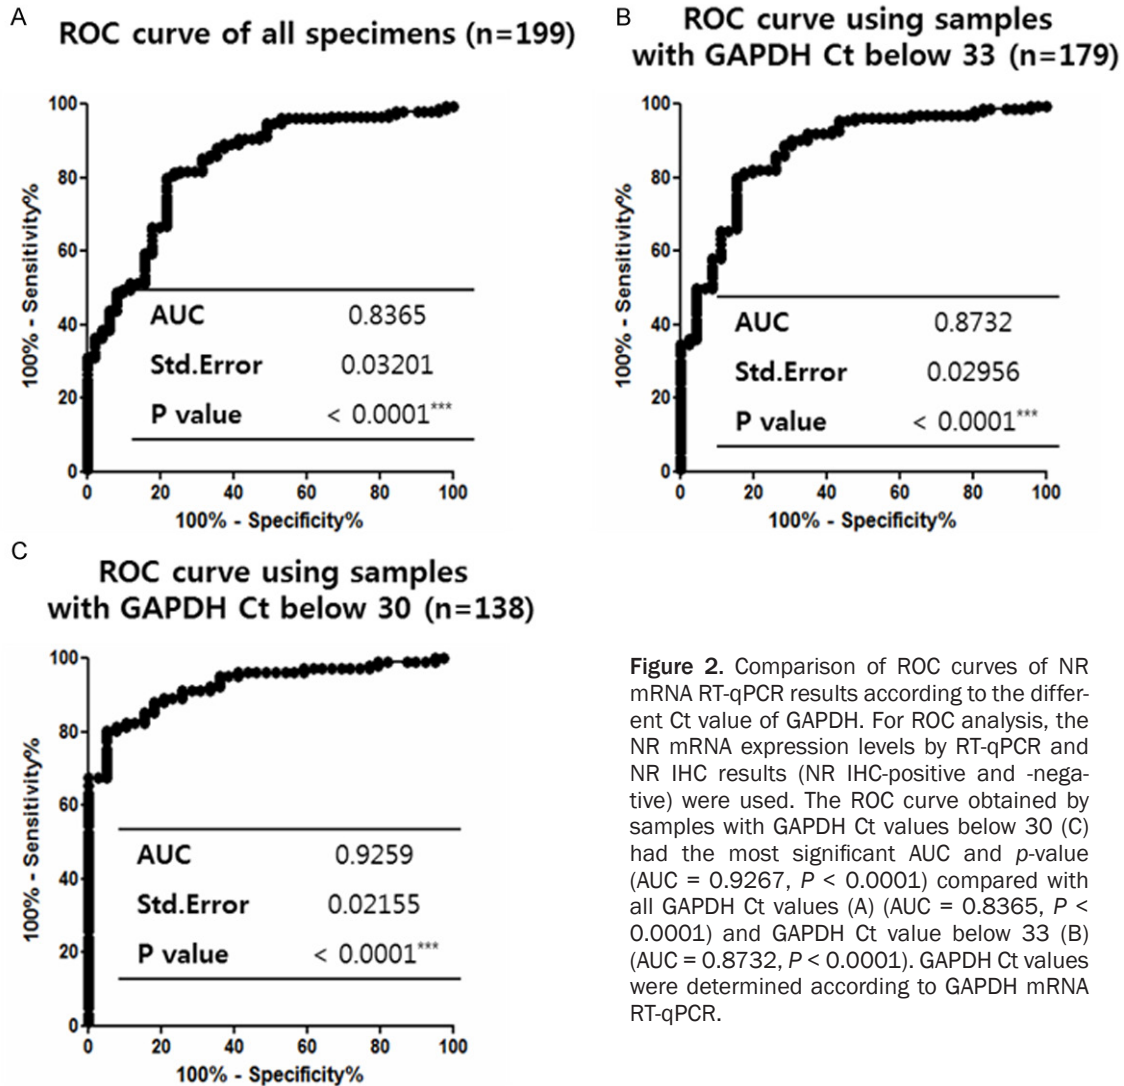 A
ROC curve of all specimens (n=199)
100% - Sensitivity%
100
80
60
40
20
0
AUC 0.8365
Std.Error 0.03201
P value < 0.0001***
0 20 40 60 80 100
100% - Specificity%
B
ROC curve using samples
with GAPDH Ct below 33 (n=179)
100% - Sensitivity%
100
80
60
40
20
0
AUC 0.8732
Std.Error 0.02956
P value < 0.0001***
0 20 40 60 80 100
100% - Specificity%
C
ROC curve using samples
with GAPDH Ct below 30 (n=138)
100% - Sensitivity%
100
80
60
40
20
0
AUC 0.9259
Std.Error 0.02155
P value < 0.0001***
0 20 40 60 80 100
100% - Specificity%
Figure 2. Comparison of ROC curves of NR
mRNA RT-qPCR results according to the differ-
ent Ct value of GAPDH. For ROC analysis, the
NR mRNA expression levels by RT-qPCR and
NR IHC results (NR IHC-positive and -nega-
tive) were used. The ROC curve obtained by
samples with GAPDH Ct values below 30 (C)
had the most significant AUC and p-value
(AUC = 0.9267, P < 0.0001) compared with
all GAPDH Ct values (A) (AUC = 0.8365, P <
0.0001) and GAPDH Ct value below 33 (B)
(AUC = 0.8732, P < 0.0001). GAPDH Ct values
were determined according to GAPDH mRNA
RT-qPCR.